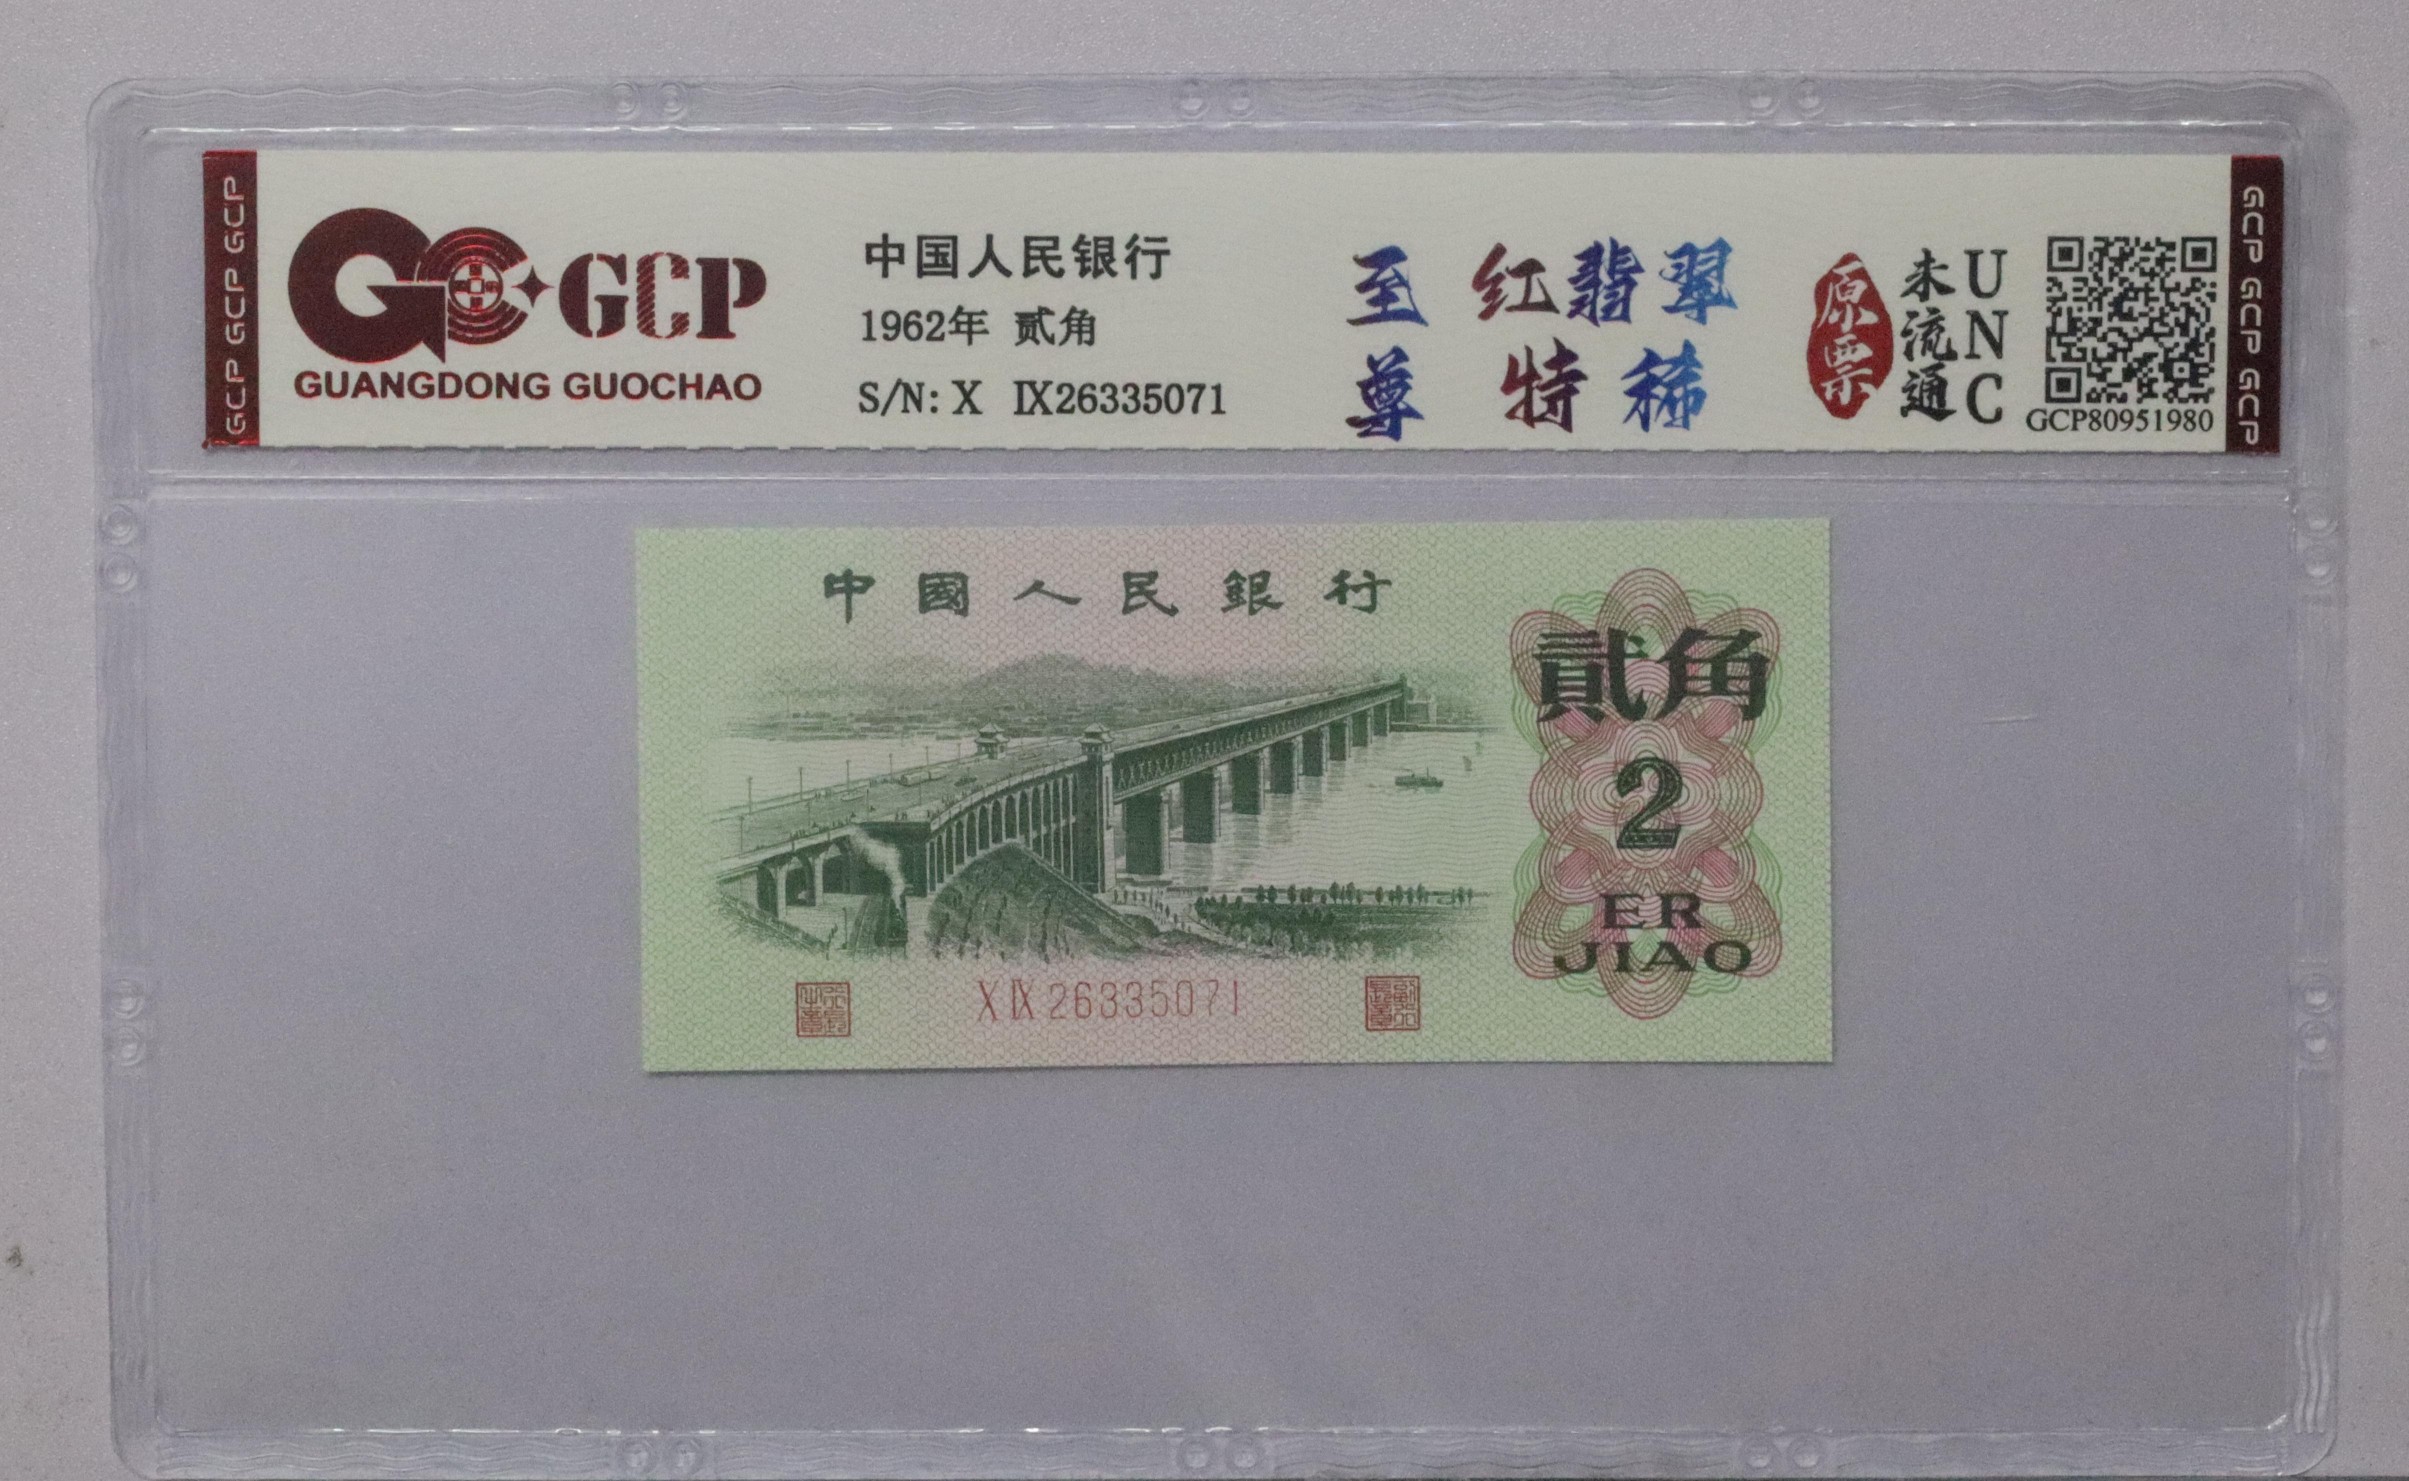 GCP GCP GCP
GCP
GUANGDONG GUOCHAO
中国人民银行
1962年 贰角
S/N: X IX26335071
至尊
红翡翠
特稀
原票
未流通
UNC
GCP80951980
GCP GCP GCP
中國人民銀行
貳角
2
ER
JIAO
X IX 26335071